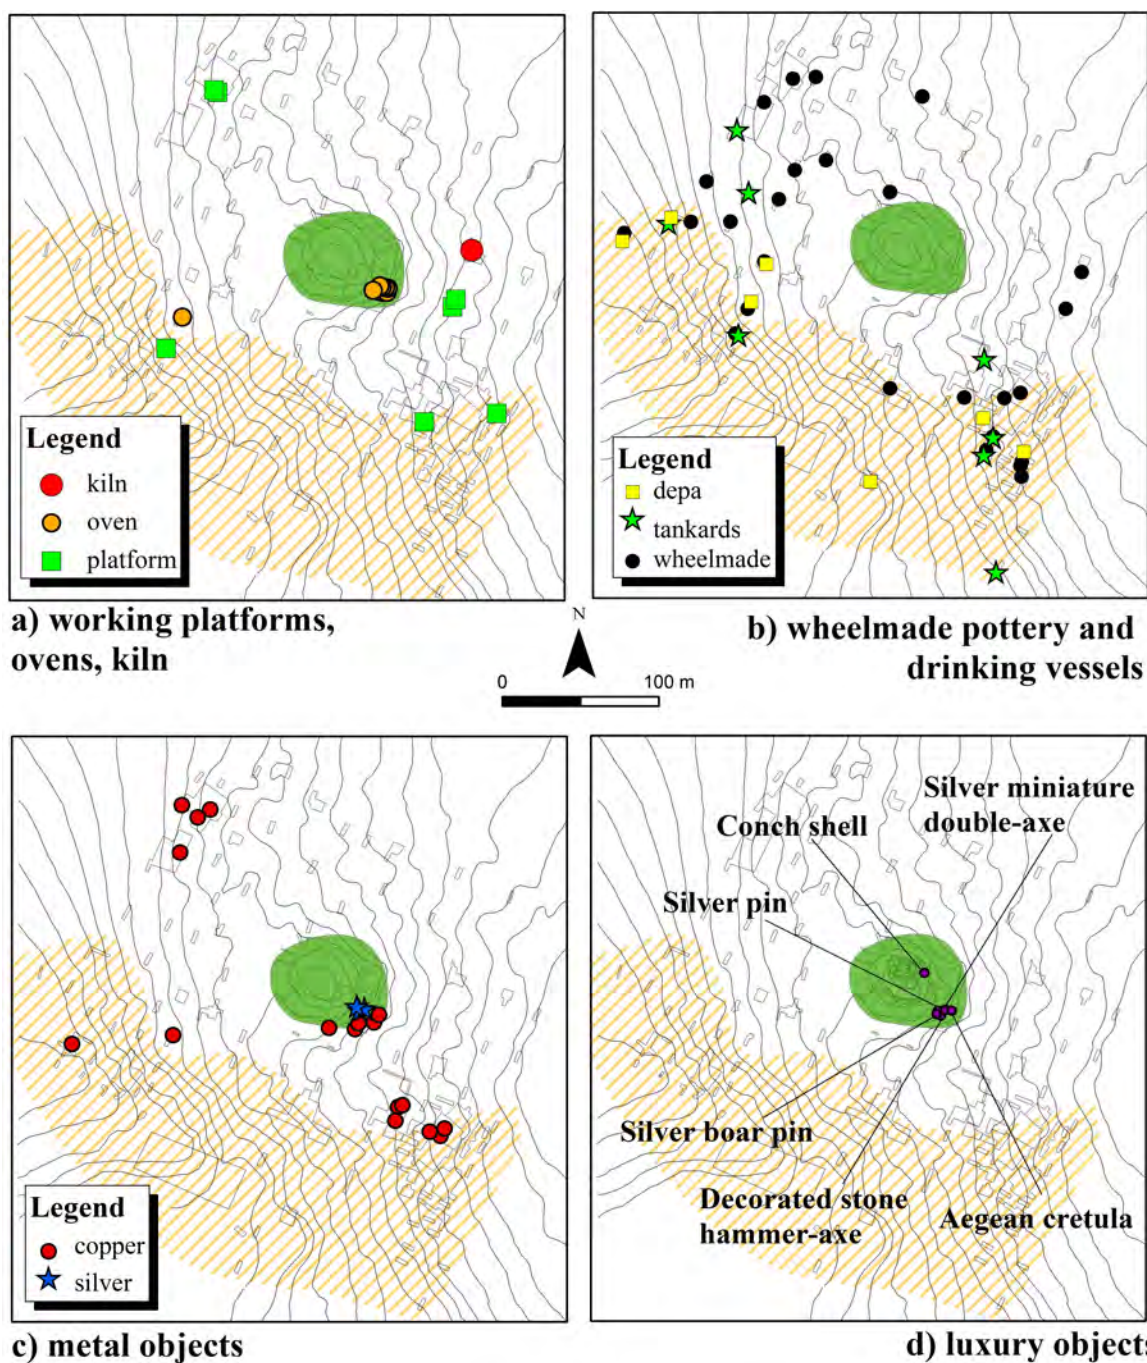 Legend
kiln
oven
platform
a) working platforms,
ovens, kiln
Legend
depa
tankards
wheelmade
b) wheelmade pottery and
drinking vessels
N
0 100 m
Legend
copper
silver
c) metal objects
Silver miniature
double-axe
Conch shell
Silver pin
Silver boar pin
Decorated stone
hammer-axe
Aegean cretula
d) luxury objects